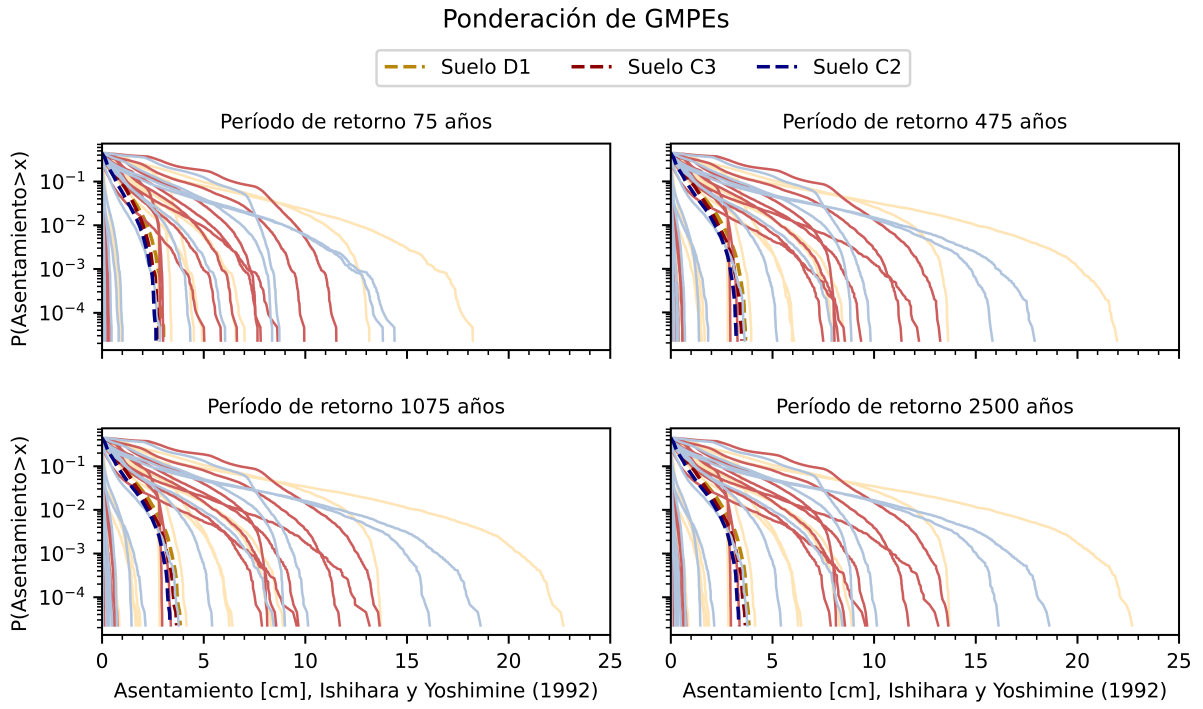 Ponderación de GMPEs
Suelo D1 Suelo C3 Suelo C2
Período de retorno 75 años Período de retorno 475 años
P(Asentamiento>x)
10⁻¹
10⁻²
10⁻³
10⁻⁴
0 5 10 15 20 25 0 5 10 15 20 25
Período de retorno 1075 años Período de retorno 2500 años
P(Asentamiento>x)
10⁻¹
10⁻²
10⁻³
10⁻⁴
Asentamiento [cm], Ishihara y Yoshimine (1992) Asentamiento [cm], Ishihara y Yoshimine (1992)